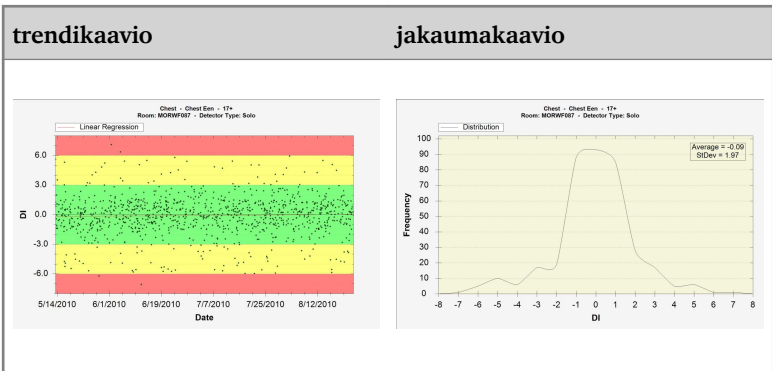 trendikaavio
jakaumakaavio
Chest - Chest Een - 17+
Room: MORWF087 - Detector Type: Solo
Linear Regression
6.0
3.0
0.0
-3.0
-6.0
DI
5/14/2010 6/1/2010 6/19/2010 7/7/2010 7/25/2010 8/12/2010
Date
Chest - Chest Een - 17+
Room: MORWF087 - Detector Type: Solo
Distribution
Average = -0.09
StDev = 1.97
100
90
80
70
60
50
40
30
20
10
0
Frequency
-8 -7 -6 -5 -4 -3 -2 -1 0 1 2 3 4 5 6 7 8
DI